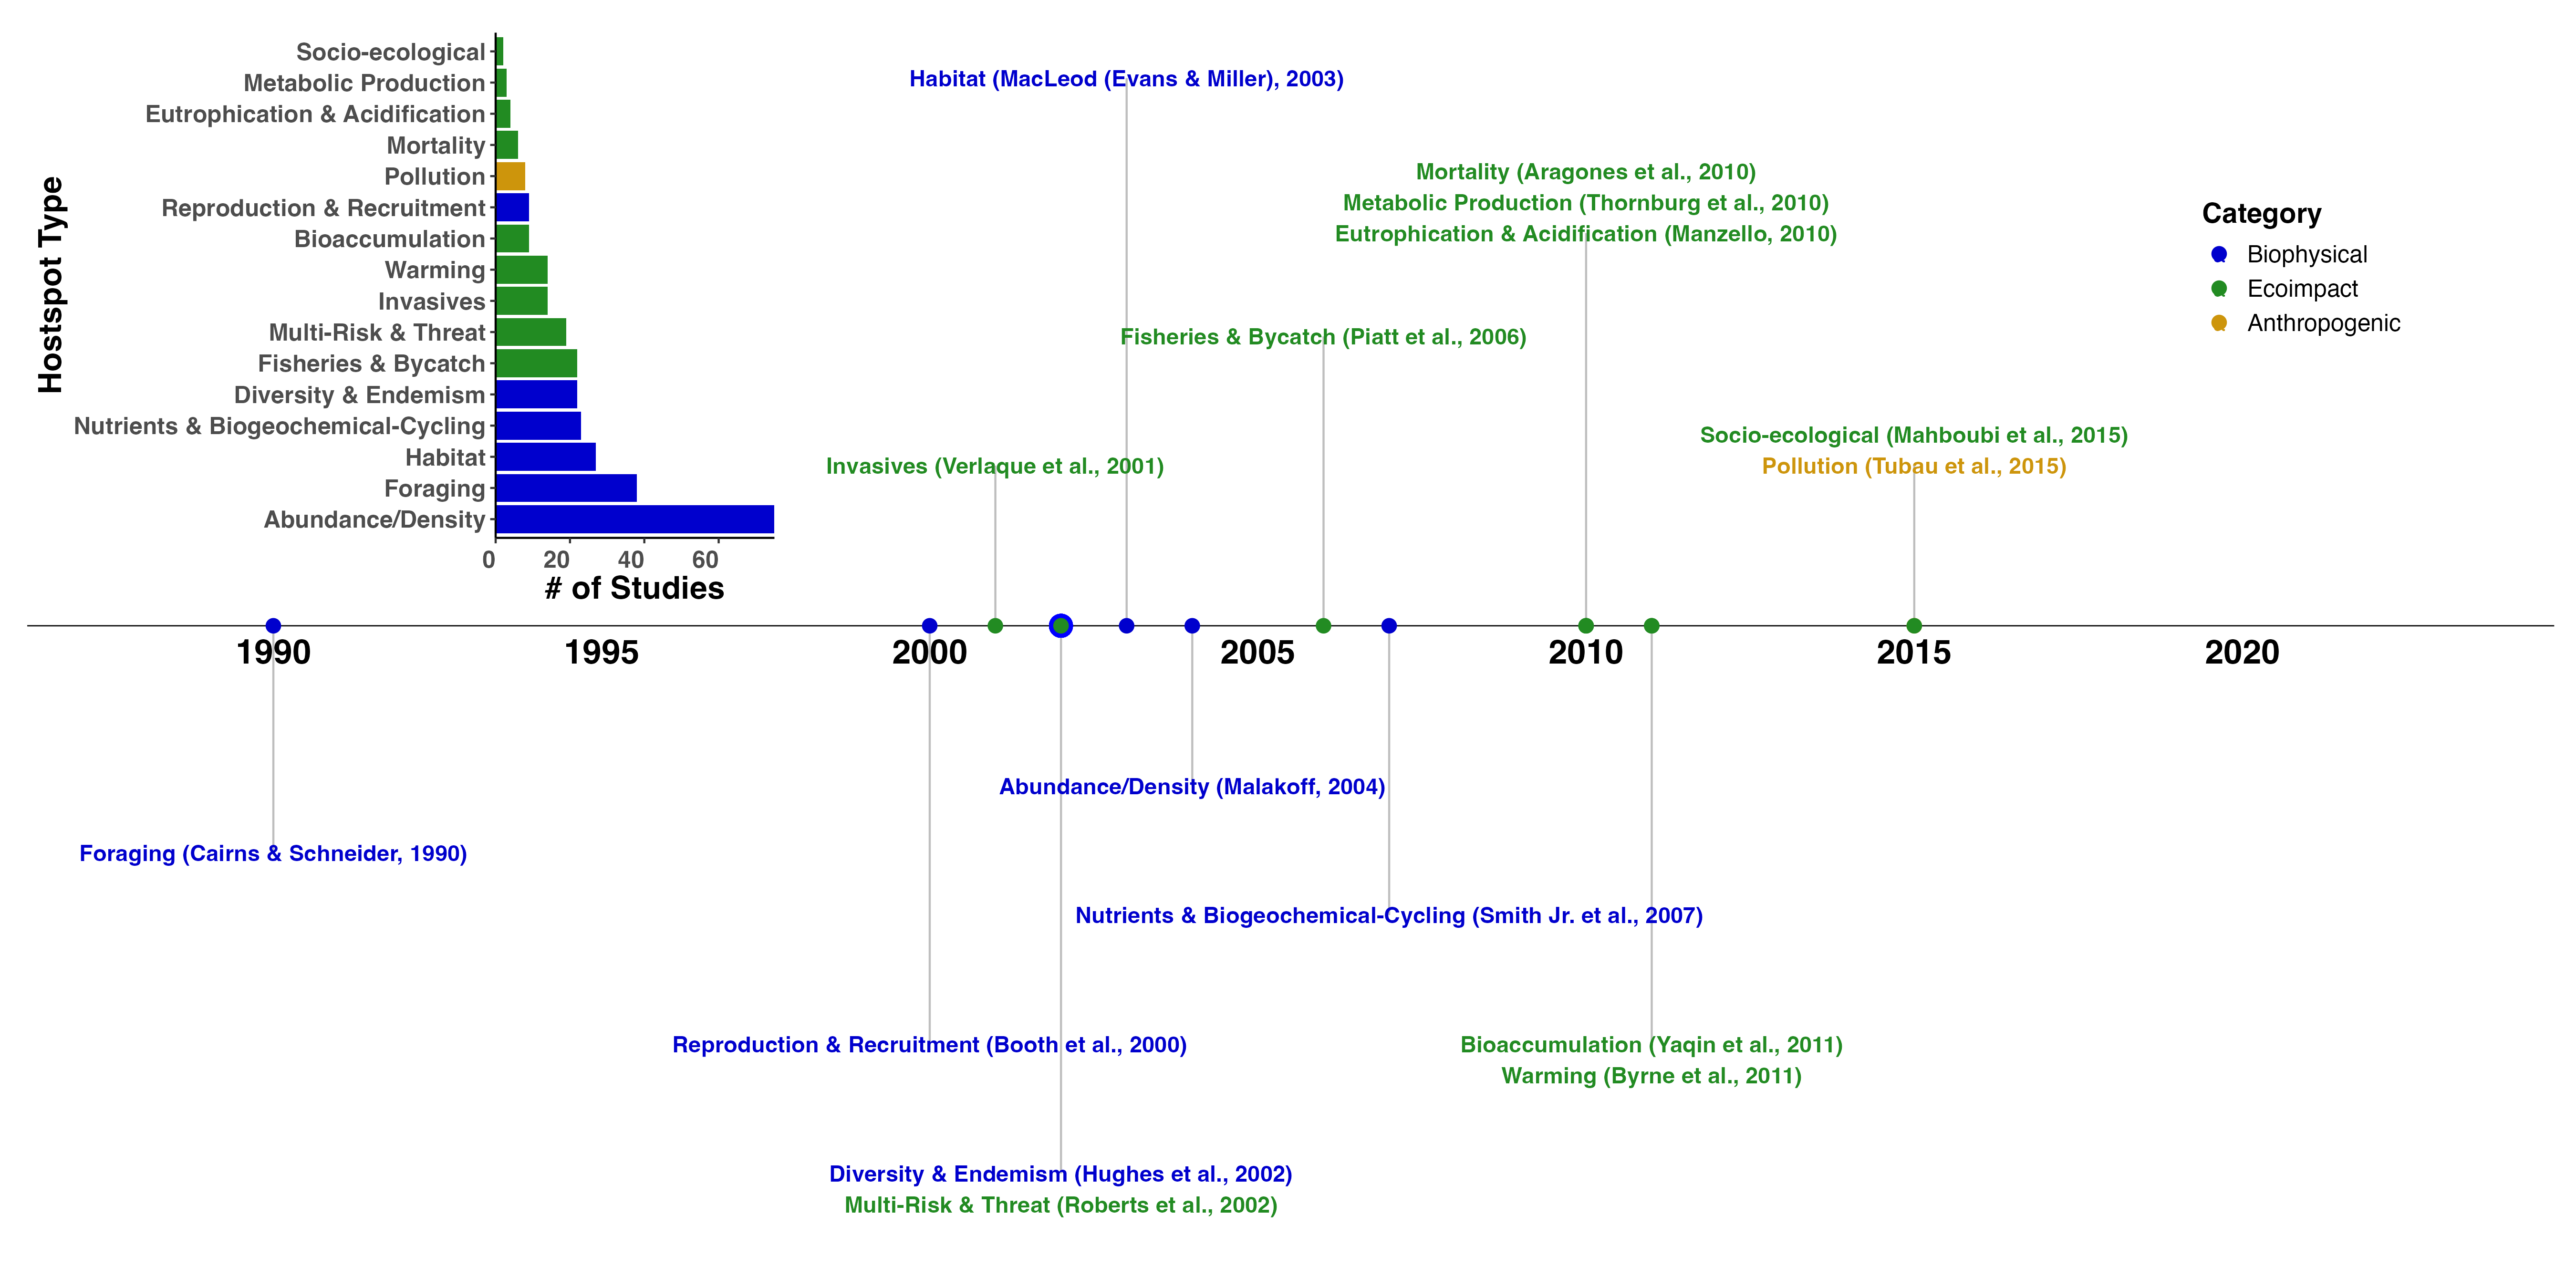 Hostspot Type
Socio-ecological
Metabolic Production
Eutrophication & Acidification
Mortality
Pollution
Reproduction & Recruitment
Bioaccumulation
Warming
Invasives
Multi-Risk & Threat
Fisheries & Bycatch
Diversity & Endemism
Nutrients & Biogeochemical-Cycling
Habitat
Foraging
Abundance/Density
0 20 40 60
# of Studies
Habitat (MacLeod (Evans & Miller), 2003)
Mortality (Aragones et al., 2010)
Metabolic Production (Thornburg et al., 2010)
Eutrophication & Acidification (Manzello, 2010)
Fisheries & Bycatch (Piatt et al., 2006)
Invasives (Verlaque et al., 2001)
Socio-ecological (Mahboubi et al., 2015)
Pollution (Tubau et al., 2015)
Category
Biophysical
Ecoimpact
Anthropogenic
1990 1995 2000 2005 2010 2015 2020
Abundance/Density (Malakoff, 2004)
Foraging (Cairns & Schneider, 1990)
Nutrients & Biogeochemical-Cycling (Smith Jr. et al., 2007)
Reproduction & Recruitment (Booth et al., 2000)
Bioaccumulation (Yaqin et al., 2011)
Warming (Byrne et al., 2011)
Diversity & Endemism (Hughes et al., 2002)
Multi-Risk & Threat (Roberts et al., 2002)